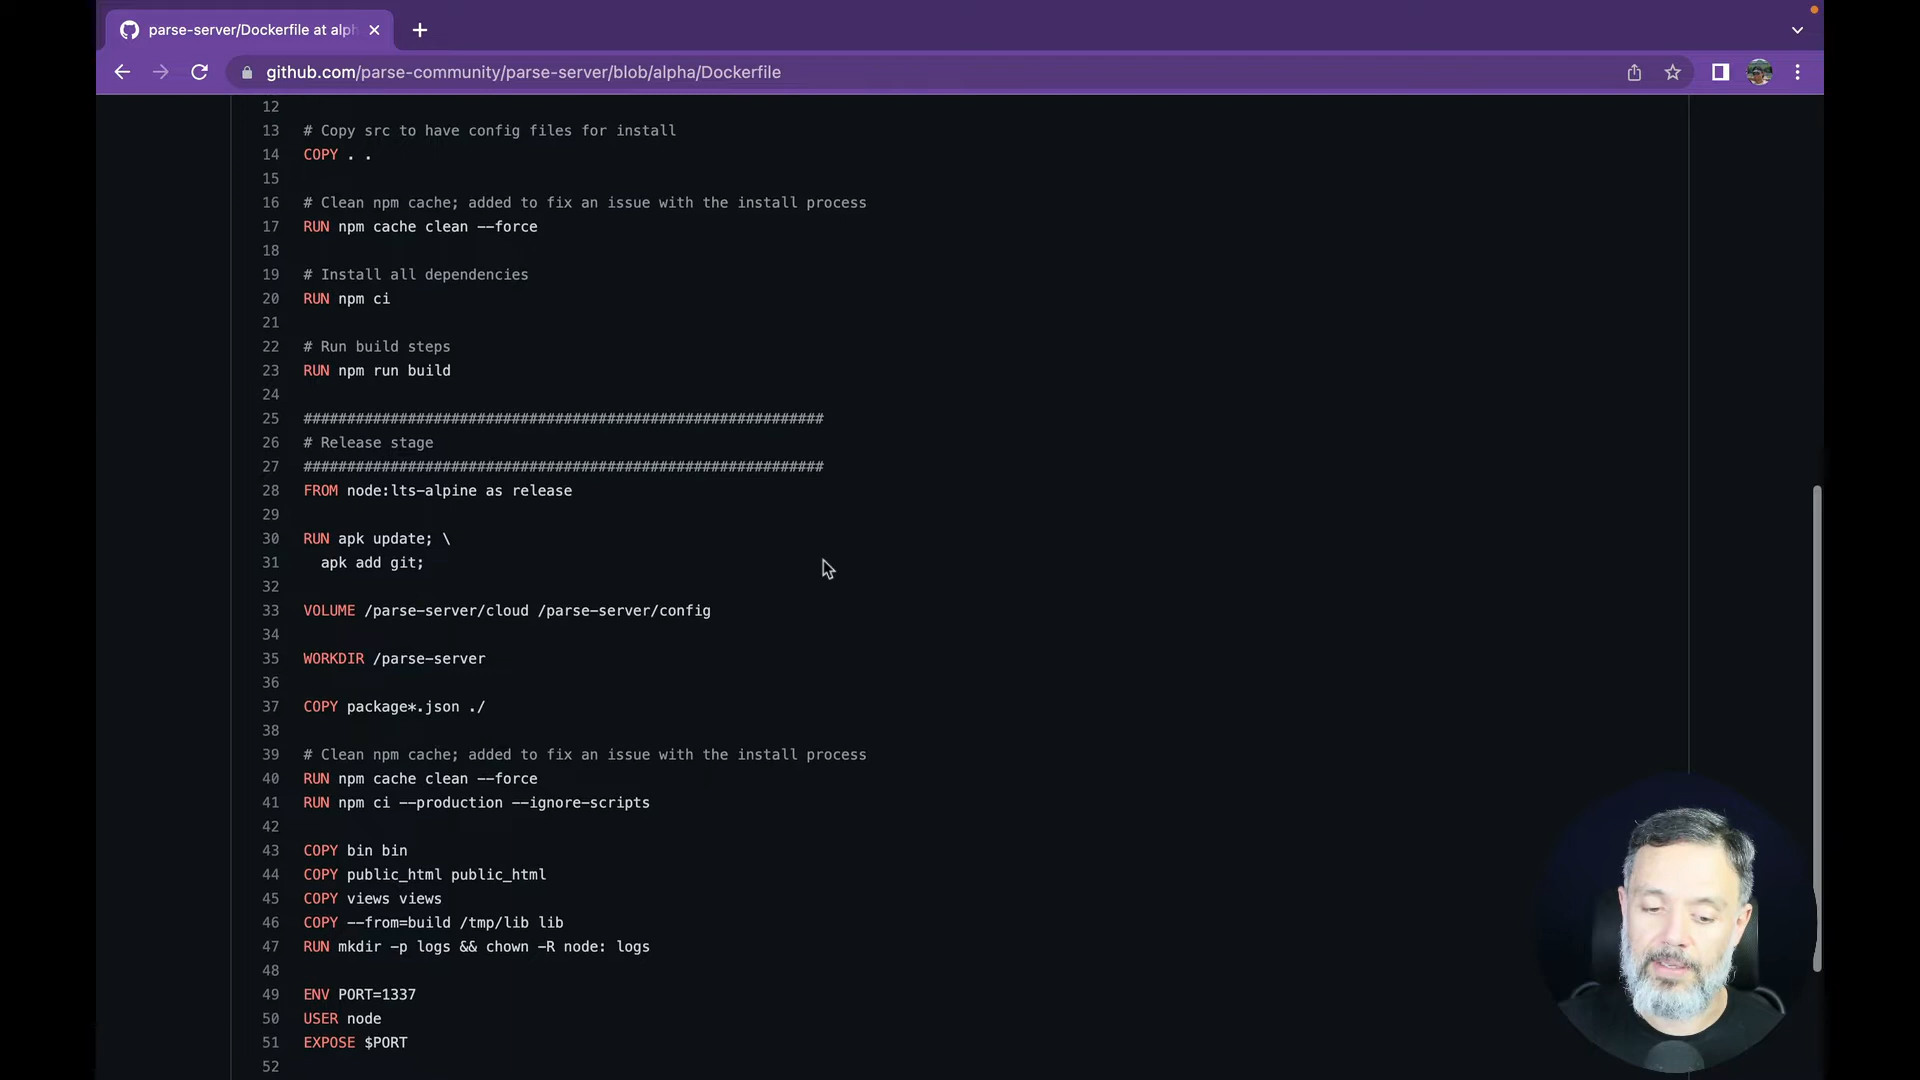 parse-server/Dockerfile at alph
github.com/parse-community/parse-server/blob/alpha/Dockerfile
12
13 # Copy src to have config files for install
14 COPY . .
15
16 # Clean npm cache; added to fix an issue with the install process
17 RUN npm cache clean --force
18
19 # Install all dependencies
20 RUN npm ci
21
22 # Run build steps
23 RUN npm run build
24
25 ############################################################
26 # Release stage
27 ############################################################
28 FROM node:lts-alpine as release
29
30 RUN apk update; \
31 apk add git;
32
33 VOLUME /parse-server/cloud /parse-server/config
34
35 WORKDIR /parse-server
36
37 COPY package*.json ./
38
39 # Clean npm cache; added to fix an issue with the install process
40 RUN npm cache clean --force
41 RUN npm ci --production --ignore-scripts
42
43 COPY bin bin
44 COPY public_html public_html
45 COPY views views
46 COPY --from=build /tmp/lib lib
47 RUN mkdir -p logs && chown -R node: logs
48
49 ENV PORT=1337
50 USER node
51 EXPOSE $PORT
52